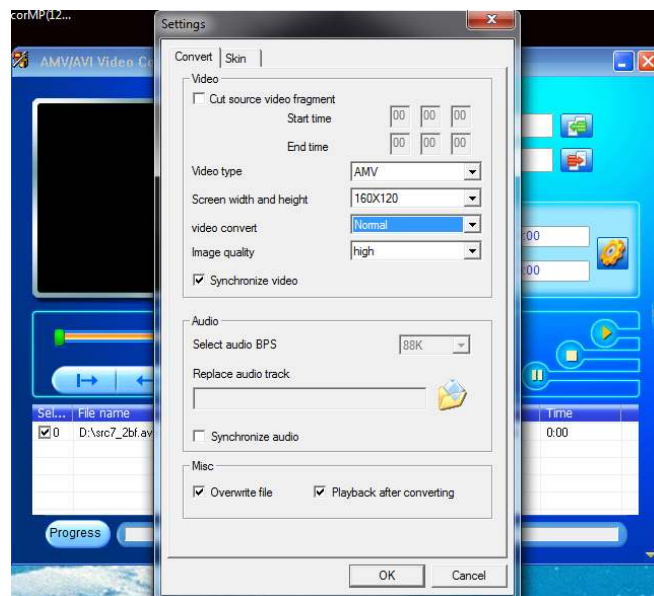 corMP(12...
Settings
AMV/AVI Video Co
Convert
Skin
Video
Cut source video fragment
Start time 00 00 00
End time 00 00 00
Video type AMV
Screen width and height 160X120
video convert Normal
Image quality high
Synchronize video
:00
:00
Audio
Select audio BPS 88K
Replace audio track
Synchronize audio
Sel... File name Time
0 D:\src7_2bf.av 0:00
Misc
Overwrite file Playback after converting
Progress
OK Cancel